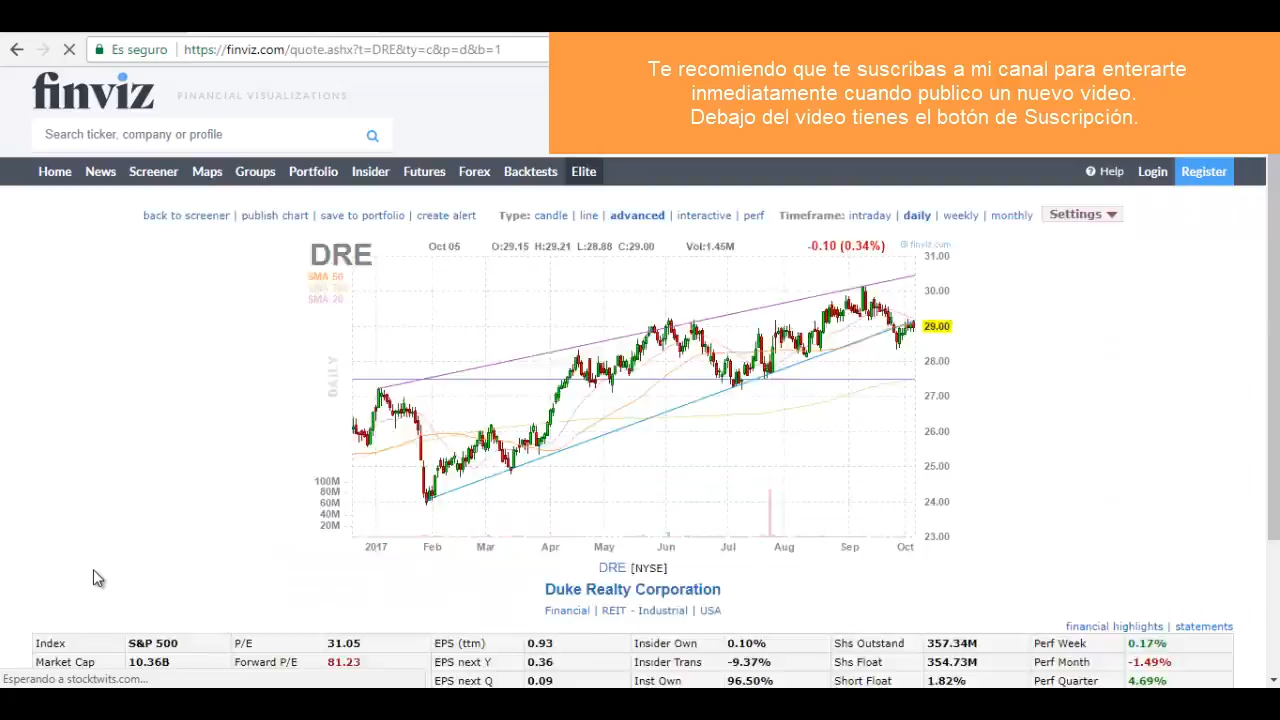 Es seguro https://finviz.com/quote.ashx?t=DRE&ty=c&p=d&b=1
Te recomiendo que te suscribas a mi canal para enterarte
inmediatamente cuando publico un nuevo video.
Debajo del video tienes el botón de Suscripción.
finviz FINANCIAL VISUALIZATIONS
Search ticker, company or profile
Home News Screener Maps Groups Portfolio Insider Futures Forex Backtests Elite Help Login Register
back to screener | publish chart | save to portfolio | create alert Type: candle | line | advanced | interactive | perf Timeframe: intraday | daily | weekly | monthly Settings
DRE Oct 05 O:29.15 H:29.21 L:28.88 C:29.00 Vol:1.45M -0.10 (0.34%) © finviz.com
SMA 50
SMA 20
DAILY
31.00
30.00
29.00
28.00
27.00
26.00
25.00
24.00
23.00
100M
80M
60M
40M
20M
2017 Feb Mar Apr May Jun Jul Aug Sep Oct
DRE [NYSE]
Duke Realty Corporation
Financial | REIT - Industrial | USA
financial highlights | statements
Index S&P 500 P/E 31.05 EPS (ttm) 0.93 Insider Own 0.10% Shs Outstand 357.34M Perf Week 0.17%
Market Cap 10.36B Forward P/E 81.23 EPS next Y 0.36 Insider Trans -9.37% Shs Float 354.73M Perf Month -1.49%
EPS next Q 0.09 Inst Own 96.50% Short Float 1.82% Perf Quarter 4.69%
Esperando a stocktwits.com...